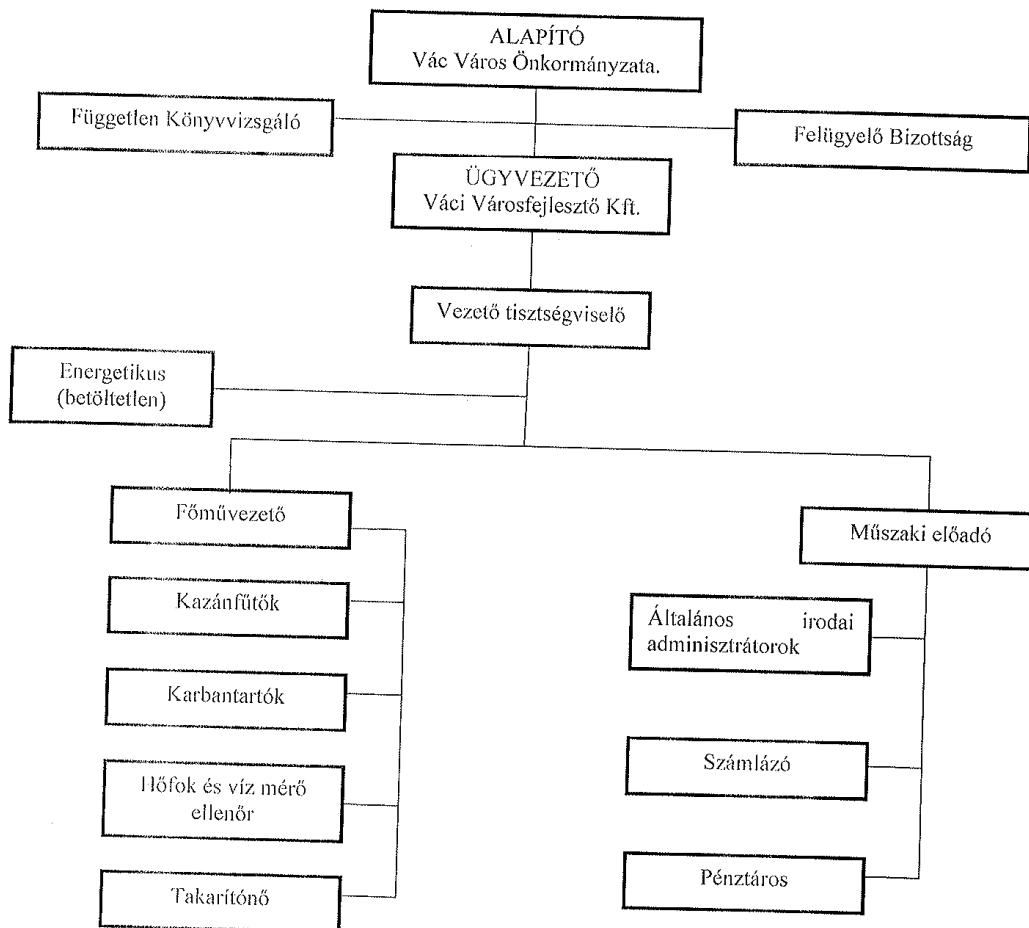 ALAPÍTÓ
Vác Város Önkormányzata.
Független Könyvvizsgáló
Felügyelő Bizottság
ÜGYVEZETŐ
Váci Városfejlesztő Kft.
Vezető tisztségviselő
Energetikus
(betöltetlen)
Főművezető
Műszaki előadó
Kazánfűtők
Általános irodai
adminisztrátorok
Karbantartók
Számlázó
Hőfok és víz mérő
ellenőr
Pénztáros
Takarítónő